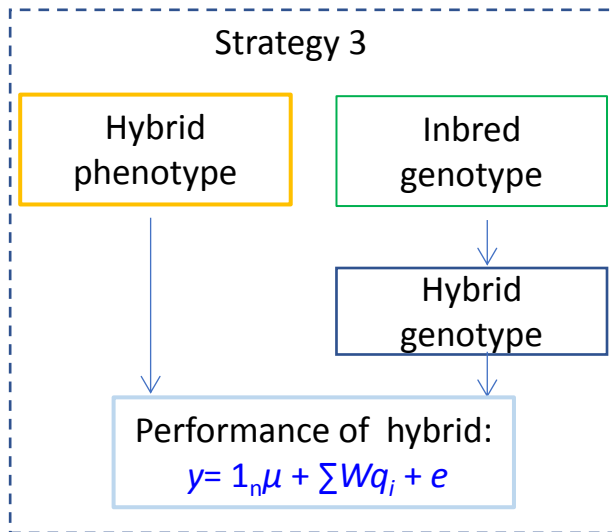 Strategy 3
Hybrid
phenotype
Inbred
genotype
Hybrid
genotype
Performance of hybrid:
y= 1ₙμ + ∑Wqᵢ + e